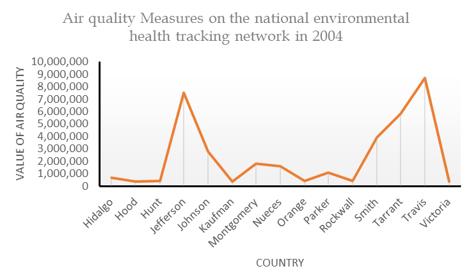 Air quality Measures on the national environmental
health tracking network in 2004
VALUE OF AIR QUALITY
10,000,000
9,000,000
8,000,000
7,000,000
6,000,000
5,000,000
4,000,000
3,000,000
2,000,000
1,000,000
0
Hidalgo
Hood
Hunt
Jefferson
Johnson
Kaufman
Montgomery
Nueces
Orange
Parker
Rockwall
Smith
Tarrant
Travis
Victoria
COUNTRY